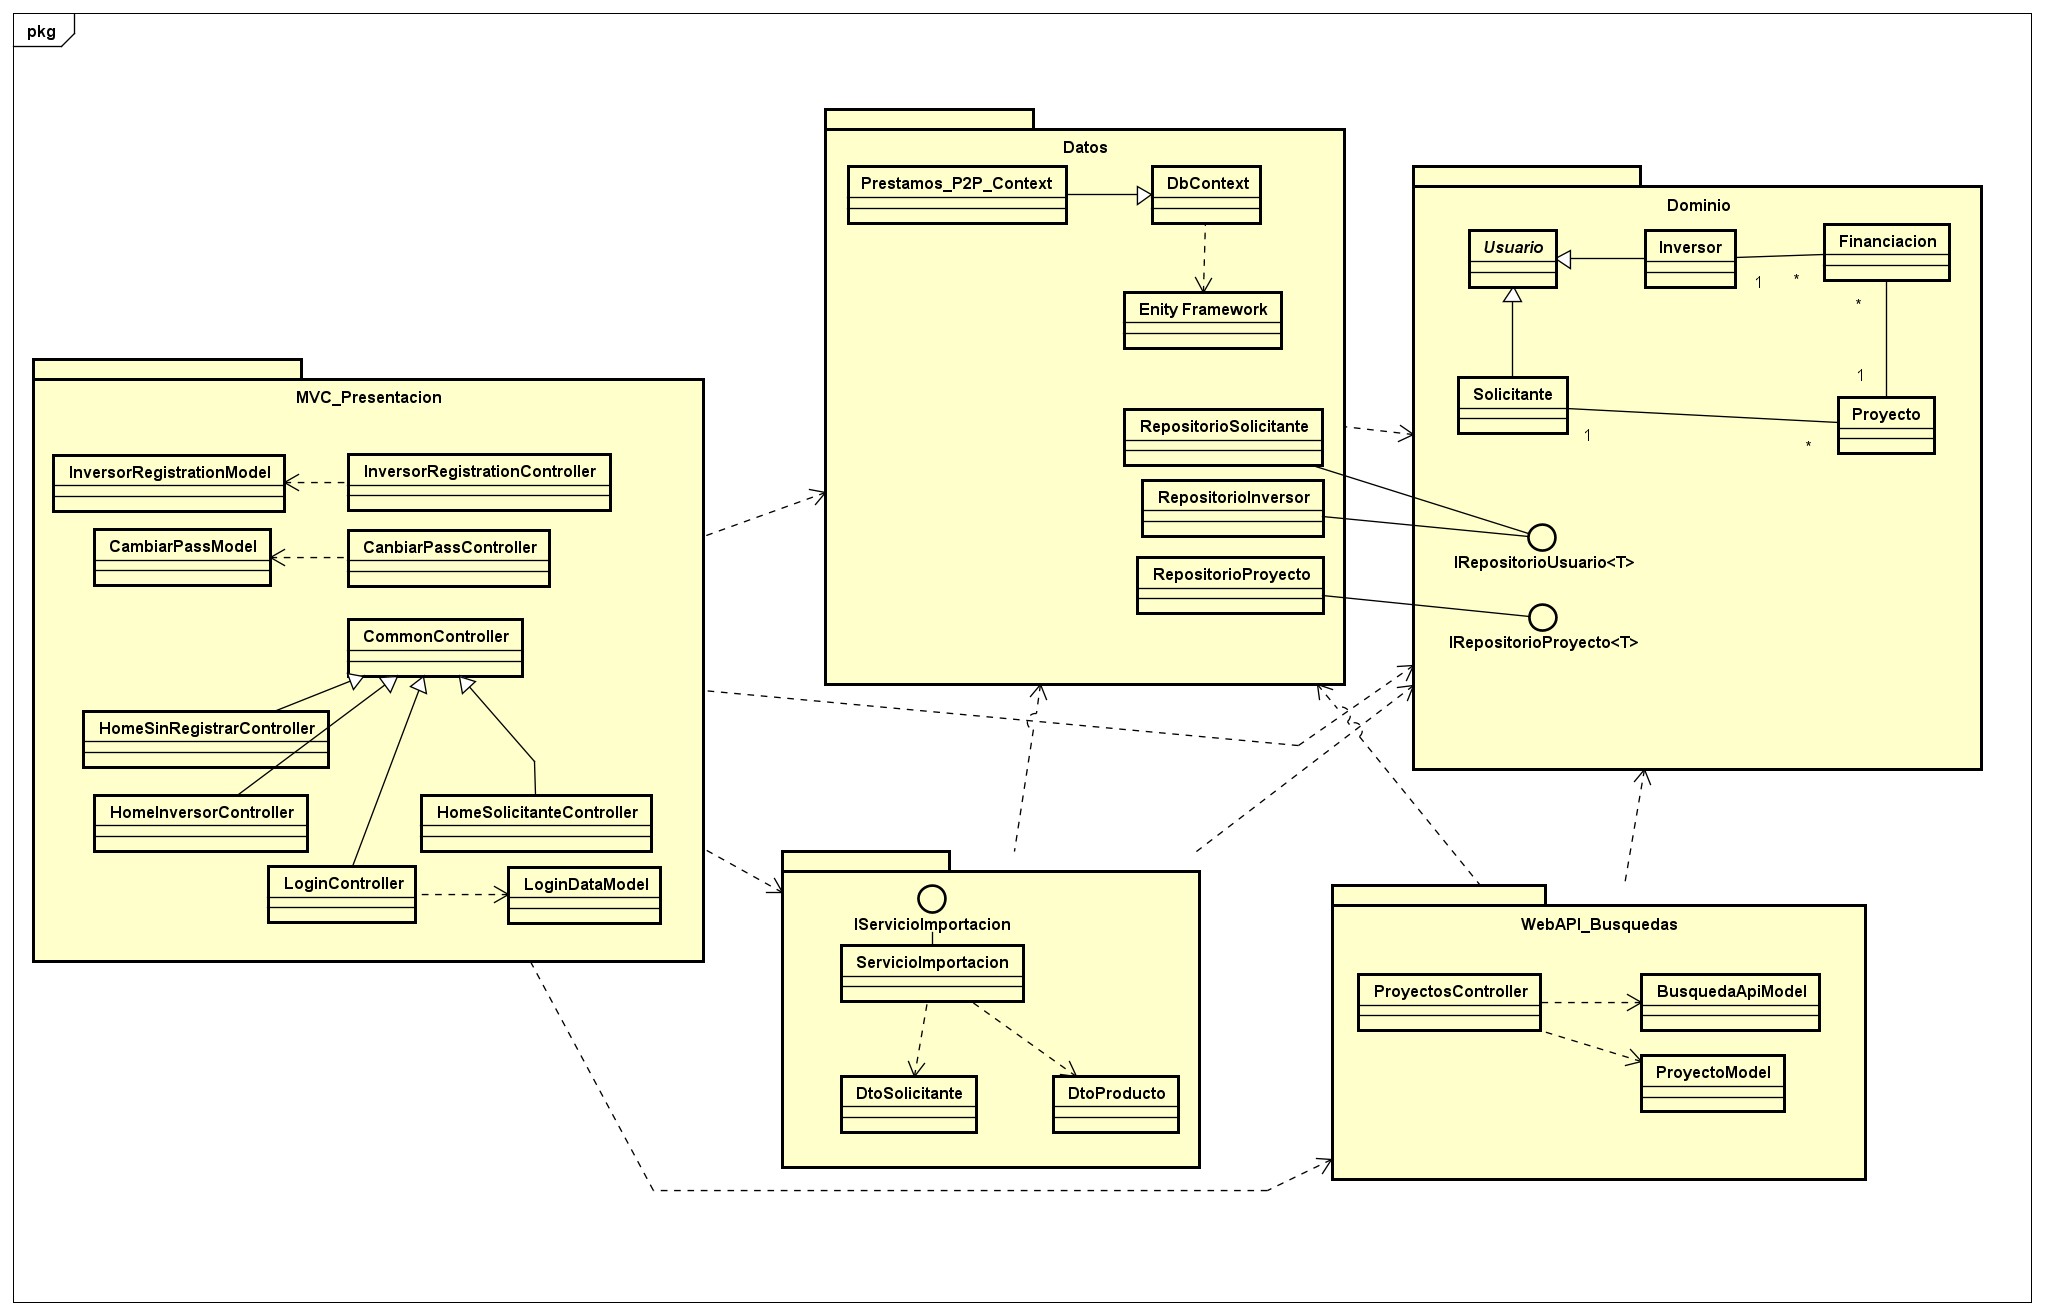 pkg
Datos
Prestamos_P2P_Context
DbContext
Enity Framework
RepositorioSolicitante
RepositorioInversor
RepositorioProyecto
Dominio
Usuario
Inversor
Financiacion
1
*
*
1
Solicitante
Proyecto
1
*
IRepositorioUsuario<T>
IRepositorioProyecto<T>
MVC_Presentacion
InversorRegistrationModel
InversorRegistrationController
CambiarPassModel
CanbiarPassController
CommonController
HomeSinRegistrarController
HomeInversorController
HomeSolicitanteController
LoginController
LoginDataModel
IServicioImportacion
ServicioImportacion
DtoSolicitante
DtoProducto
WebAPI_Busquedas
ProyectosController
BusquedaApiModel
ProyectoModel